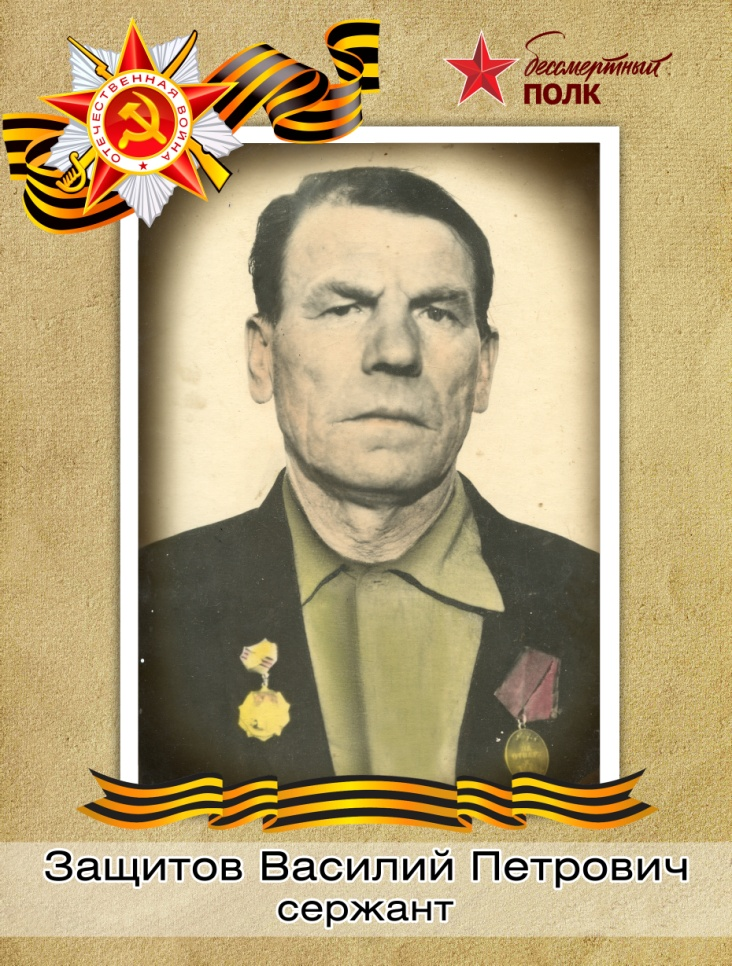 ОТЕЧЕСТВЕННАЯ ВОЙНА
бессмертный
ПОЛК
Защитов Василий Петрович
сержант